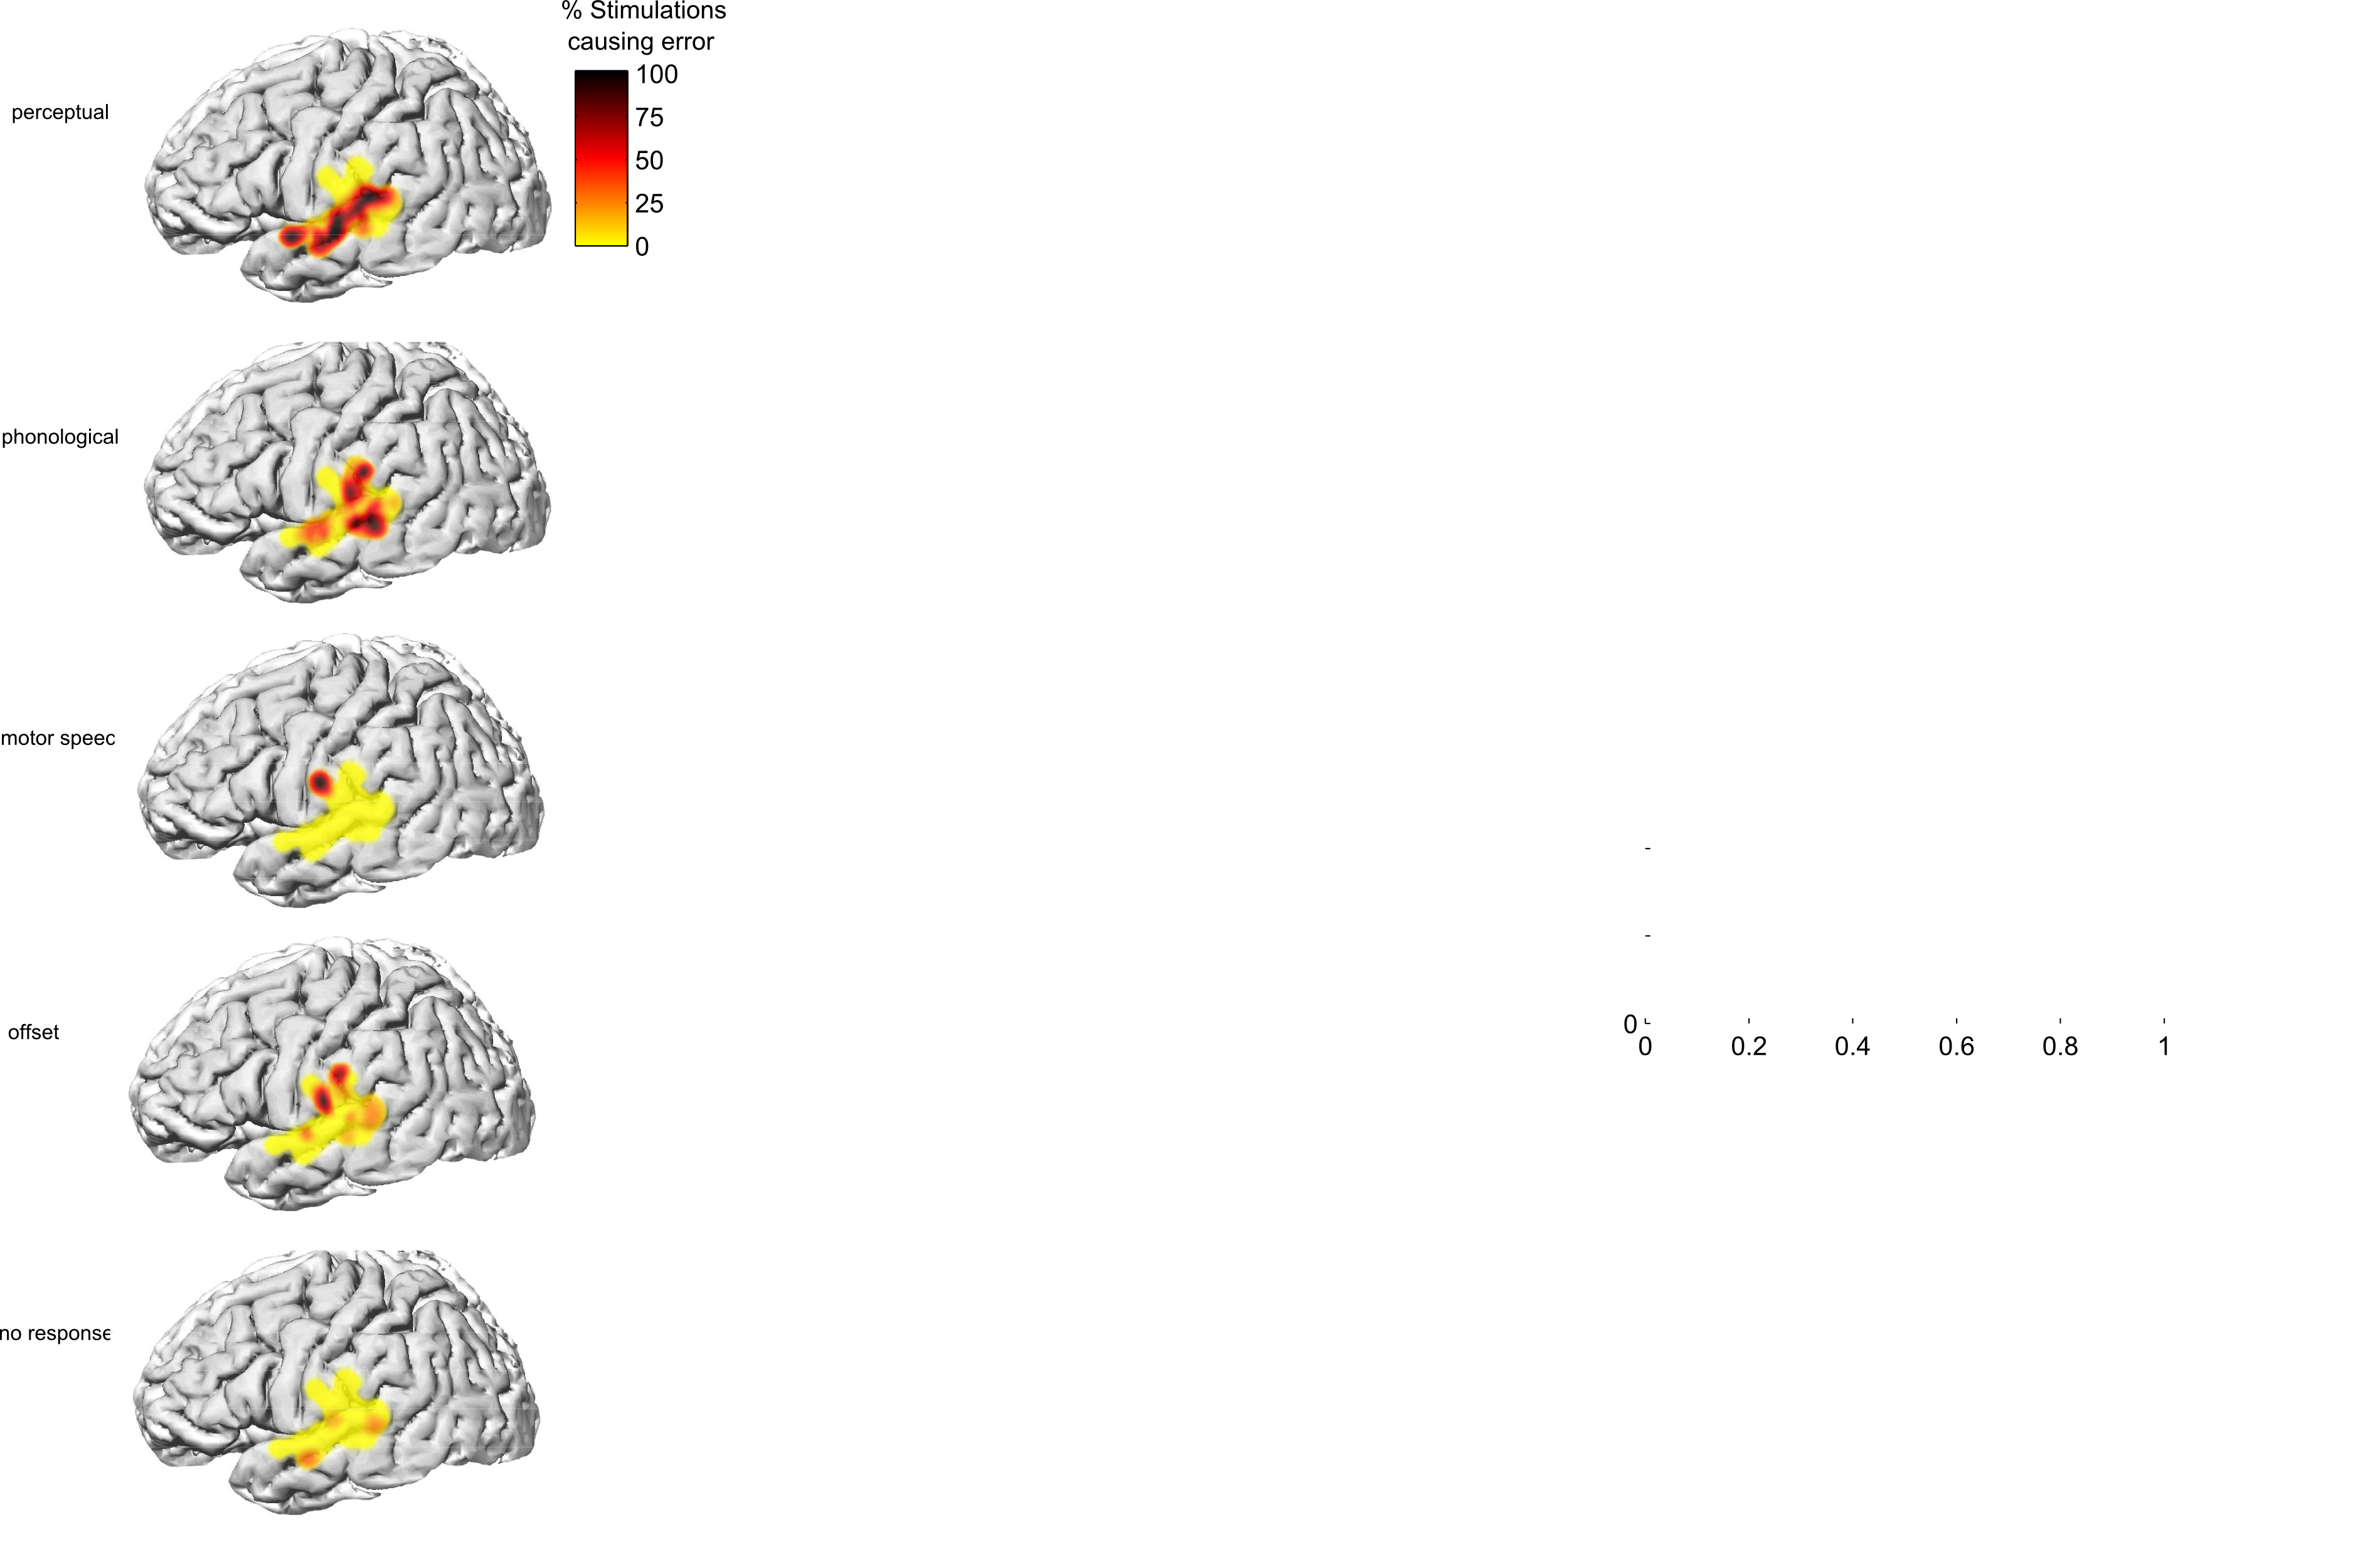 % Stimulations
causing error
100
75
50
25
0
perceptual
phonological
motor speec
offset
no response
0
0 0.2 0.4 0.6 0.8 1